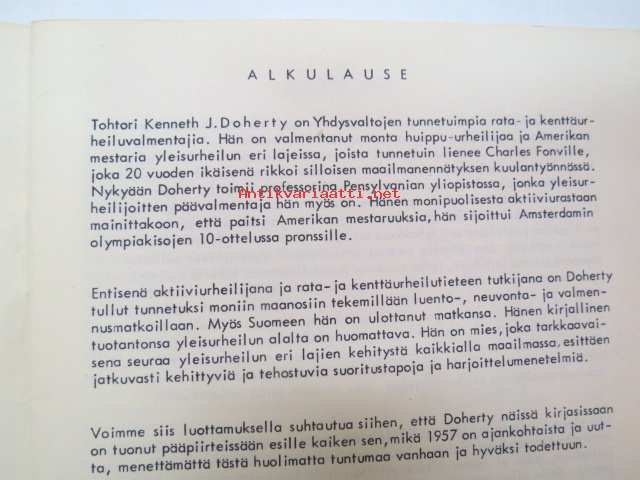 ALKULAUSE
Tohtori Kenneth J. Doherty on Yhdysvaltojen tunnetuimpia rata- ja kenttäur-
heiluvalmentajia. Hän on valmentanut monta huippu-urheilijaa ja Amerikan
mestaria yleisurheilun eri lajeissa, joista tunnetuin lienee Charles Fonville,
joka 20 vuoden ikäisenä rikkoi silloisen maailmanennätyksen kuulantyönnässä.
Nykyään Doherty toimii professorina Pensylvanian yliopistossa, jonka yleisur-
heilijoitten päävalmentaja hän myös on. Hänen monipuolisesta aktiiviurastaan
mainittakoon, että paitsi Amerikan mestaruuksia, hän sijoittui Amsterdamin
olympiakisojen 10-ottelussa pronssille.
Antikvariaatti.net
Entisenä aktiiviurheilijana ja rata- ja kenttäurheilutieteen tutkijana on Doherty
tullut tunnetuksi moniin maanosiin tekemillään luento-, neuvonta- ja valmen-
nusmatkoillaan. Myös Suomeen hän on ulottanut matkansa. Hänen kirjallinen
tuotantonsa yleisurheilun alalta on huomattava. Hän on mies, joka tarkkaavai-
sena seuraa yleisurheilun eri lajien kehitystä kaikkialla maailmassa, esittäen
jatkuvasti kehittyviä ja tehostuvia suoritustapoja ja harjoittelumenetelmiä.
Voimme siis luottamuksella suhtautua siihen, että Doherty näissä kirjasissaan
on tuonut pääpiirteissään esille kaiken sen, mikä 1957 on ajankohtaista ja uut-
ta, menettämättä tästä huolimatta tuntumaa vanhaan ja hyväksi todettuun.